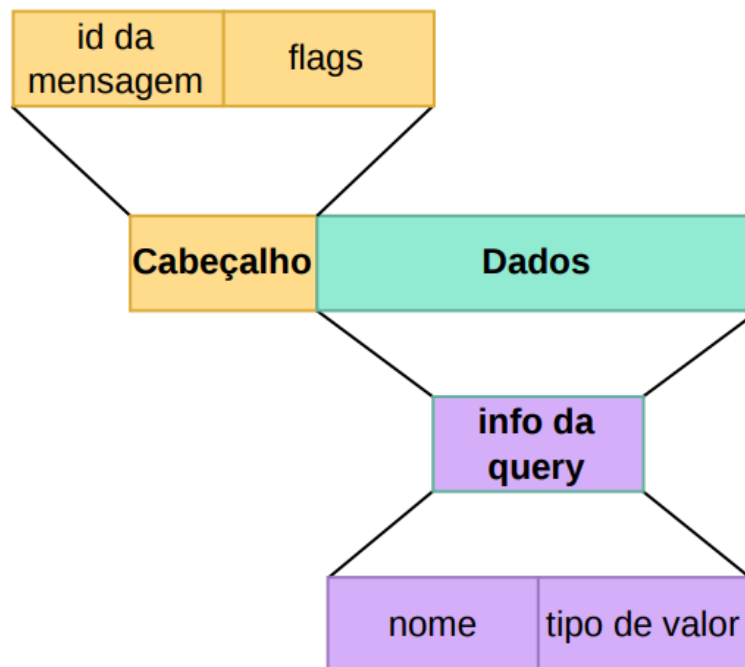 id da
mensagem
flags
Cabeçalho
Dados
info da
query
nome
tipo de valor